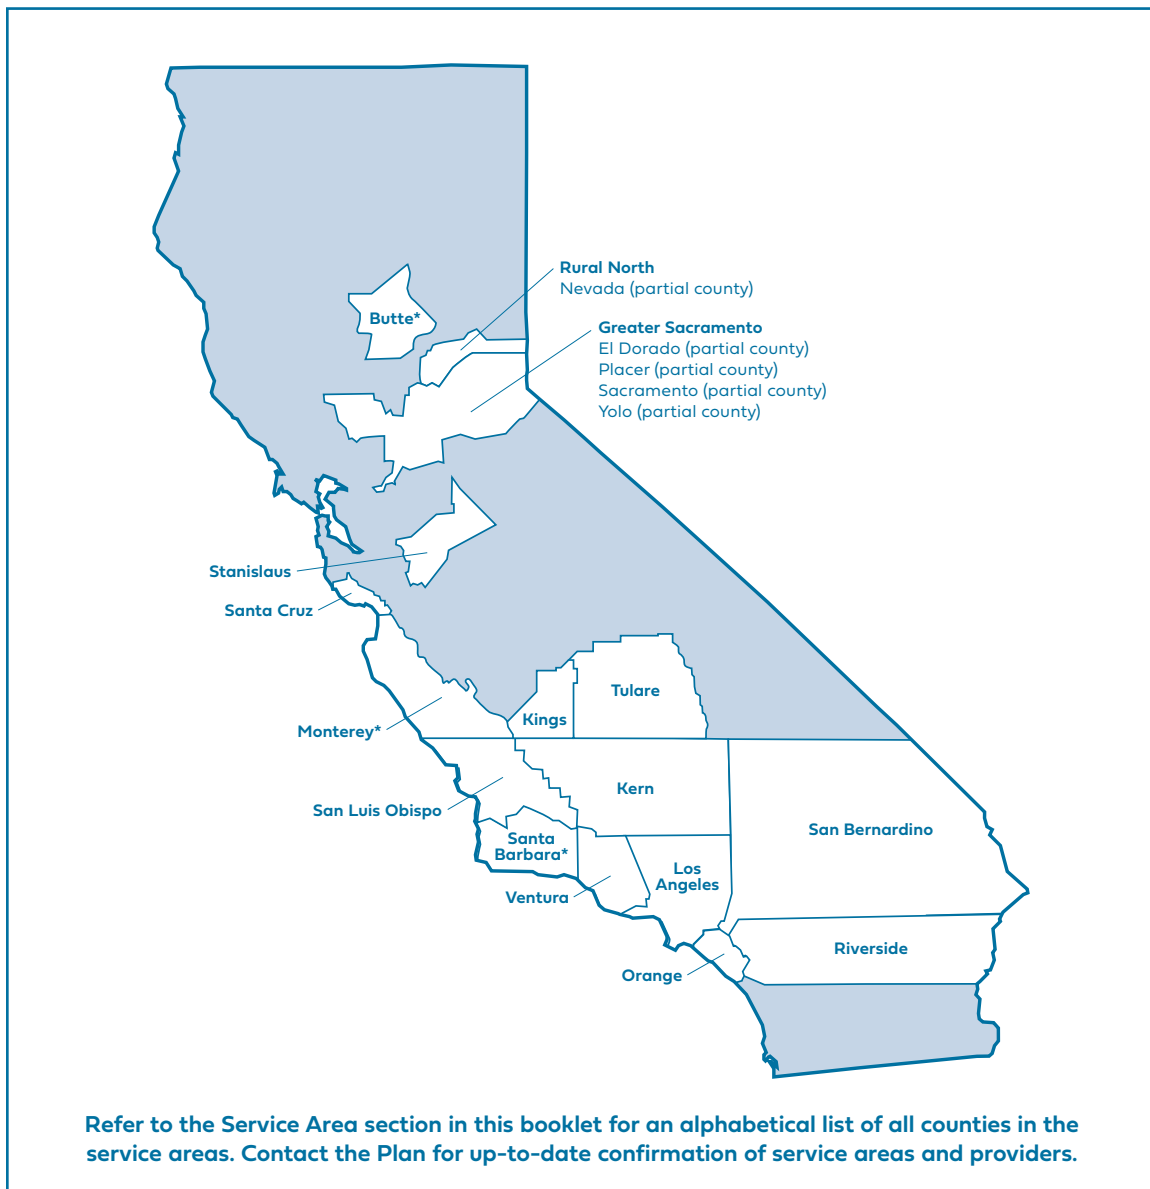 Rural North
Nevada (partial county)
Butte*
Greater Sacramento
El Dorado (partial county)
Placer (partial county)
Sacramento (partial county)
Yolo (partial county)
Stanislaus
Santa Cruz
Tulare
Kings
Monterey*
Kern
San Luis Obispo
San Bernardino
Santa
Barbara*
Los
Angeles
Ventura
Riverside
Orange
Refer to the Service Area section in this booklet for an alphabetical list of all counties in the
service areas. Contact the Plan for up-to-date confirmation of service areas and providers.